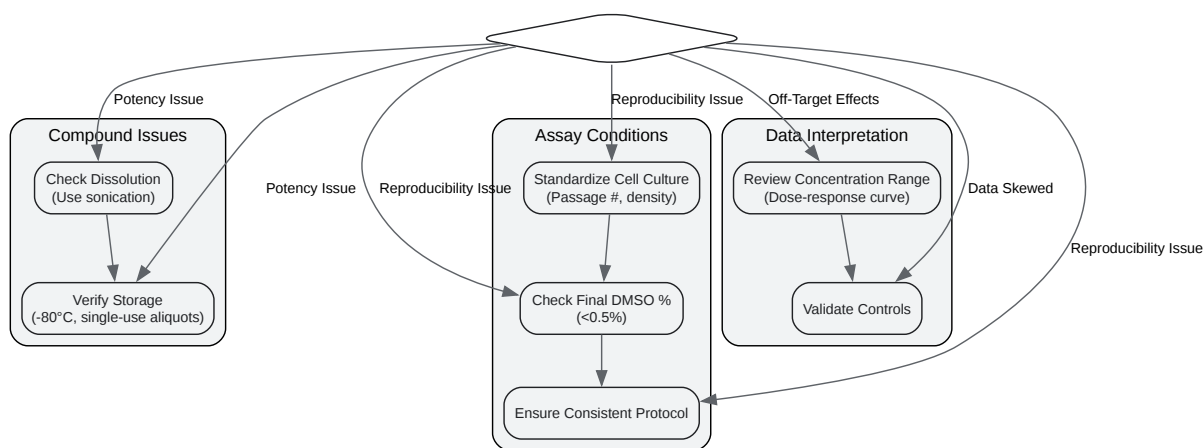 Potency Issue
Reproducibility Issue
Off-Target Effects
Compound Issues
Assay Conditions
Data Interpretation
Check Dissolution
(Use sonication)
Potency Issue
Reproducibility Issue
Standardize Cell Culture
(Passage #, density)
Review Concentration Range
(Dose-response curve)
Data Skewed
Reproducibility Issue
Verify Storage
(-80°C, single-use aliquots)
Check Final DMSO %
(<0.5%)
Validate Controls
Ensure Consistent Protocol